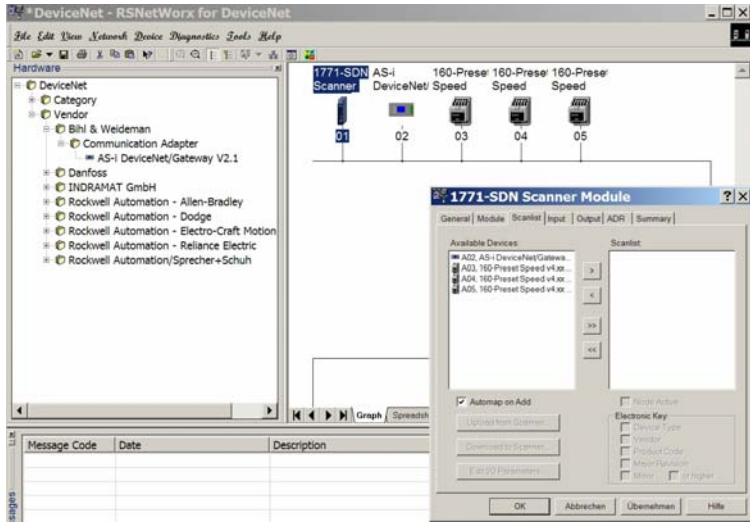 *DeviceNet - RSNetWorx for DeviceNet
File Edit View Network Device Diagnostics Tools Help
Hardware
DeviceNet
Category
Vendor
Bihl & Weideman
Communication Adapter
AS-i DeviceNet/Gateway V2.1
Danfoss
INDRAMAT GmbH
Rockwell Automation - Allen-Bradley
Rockwell Automation - Dodge
Rockwell Automation - Electro-Craft Motion
Rockwell Automation - Reliance Electric
Rockwell Automation/Sprecher+Schuh
1771-SDN AS-i 160-Prese 160-Prese 160-Prese
Scanner DeviceNet/ Speed Speed Speed
01 02 03 04 05
Graph Spreadsh
1771-SDN Scanner Module
General Module Scanlist Input Output ADR Summary
Available Devices: Scanlist:
A02, AS-i DeviceNet/Gatewa...
A03, 160-Preset Speed v4.xx ...
A04, 160-Preset Speed v4.xx ...
A05, 160-Preset Speed v4.xx ...
>
<
>>
<<
Automap on Add Node Active
Upload from Scanner...
Download to Scanner...
Edit I/O Parameters...
Electronic Key:
Device Type
Vendor
Product Code
Major Revision
Minor or higher
OK Abbrechen Übernehmen Hilfe
Message Code Date Description
sages